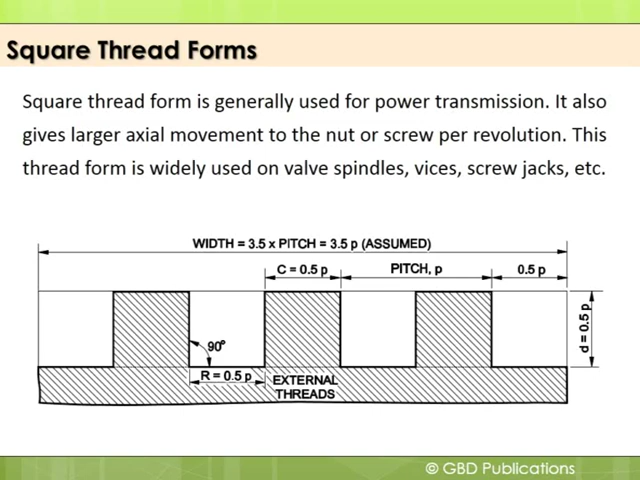 Square Thread Forms
Square thread form is generally used for power transmission. It also
gives larger axial movement to the nut or screw per revolution. This
thread form is widely used on valve spindles, vices, screw jacks, etc.
WIDTH = 3.5 x PITCH = 3.5 p (ASSUMED)
C = 0.5 p
PITCH, p
0.5 p
90°
d = 0.5 p
R = 0.5 p
EXTERNAL
THREADS
© GBD Publications